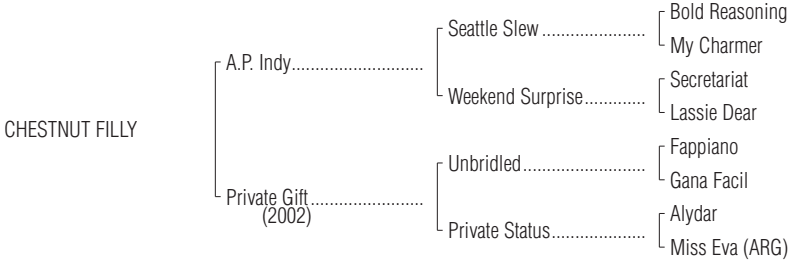 Bold Reasoning
Seattle Slew ......................
My Charmer
A.P. Indy............................
Secretariat
Weekend Surprise.............
Lassie Dear
CHESTNUT FILLY
Fappiano
Unbridled..........................
Gana Facil
Private Gift........................
(2002)
Alydar
Private Status....................
Miss Eva (ARG)